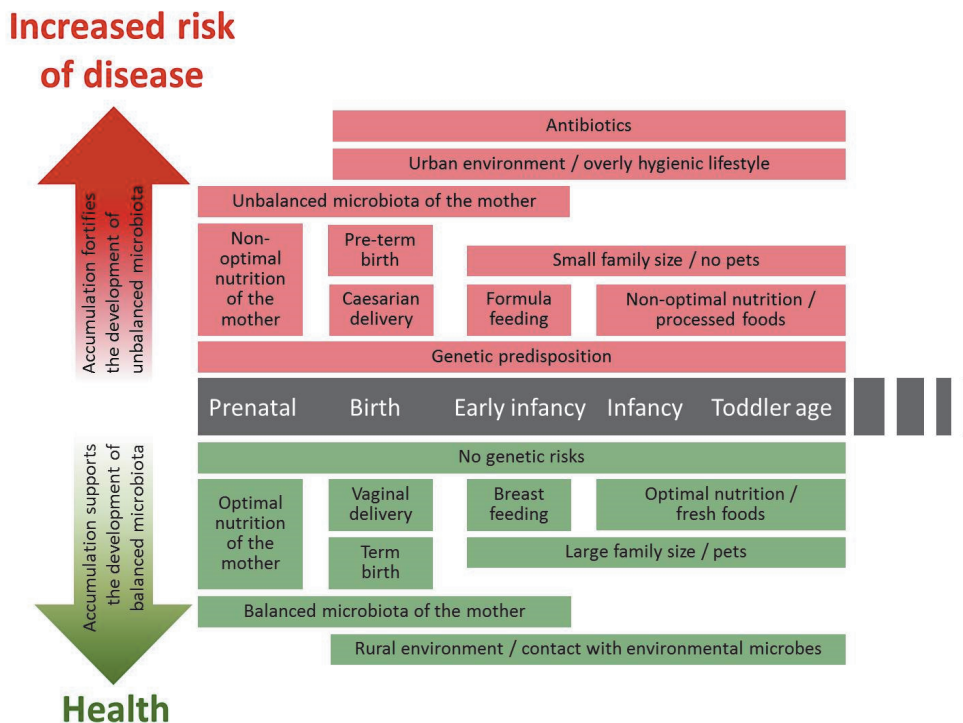 Increased risk
of disease
Accumulation fortifies
the development of
unbalanced microbiota
Antibiotics
Urban environment / overly hygienic lifestyle
Unbalanced microbiota of the mother
Non-
optimal
nutrition
of the
mother
Pre-term
birth
Small family size / no pets
Caesarian
delivery
Formula
feeding
Non-optimal nutrition /
processed foods
Genetic predisposition
Prenatal
Birth
Early infancy
Infancy
Toddler age
Accumulation supports
the development of
balanced microbiota
No genetic risks
Optimal
nutrition
of the
mother
Vaginal
delivery
Breast
feeding
Optimal nutrition /
fresh foods
Term
birth
Large family size / pets
Balanced microbiota of the mother
Rural environment / contact with environmental microbes
Health